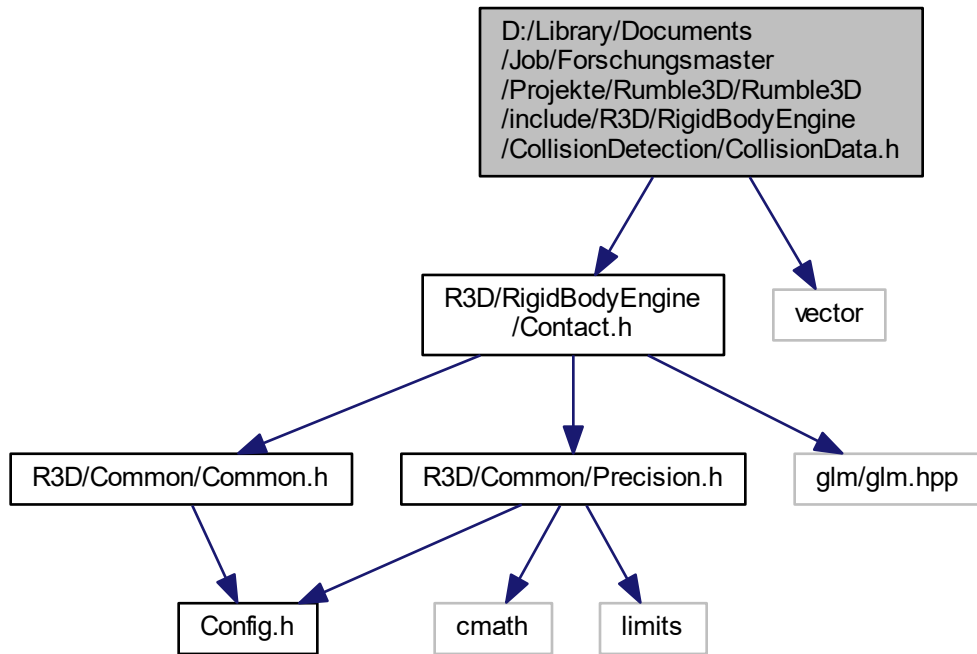 D:/Library/Documents
/Job/Forschungsmaster
/Projekte/Rumble3D/Rumble3D
/include/R3D/RigidBodyEngine
/CollisionDetection/CollisionData.h
R3D/RigidBodyEngine
/Contact.h
vector
R3D/Common/Common.h
R3D/Common/Precision.h
glm/glm.hpp
Config.h
cmath
limits